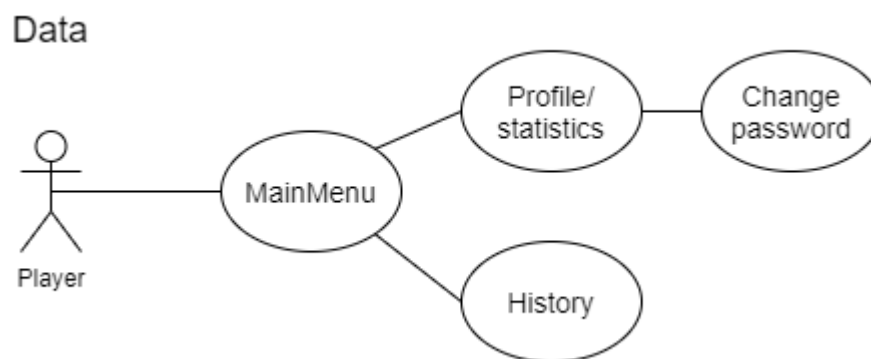 Data
Profile/
statistics
Change
password
MainMenu
Player
History